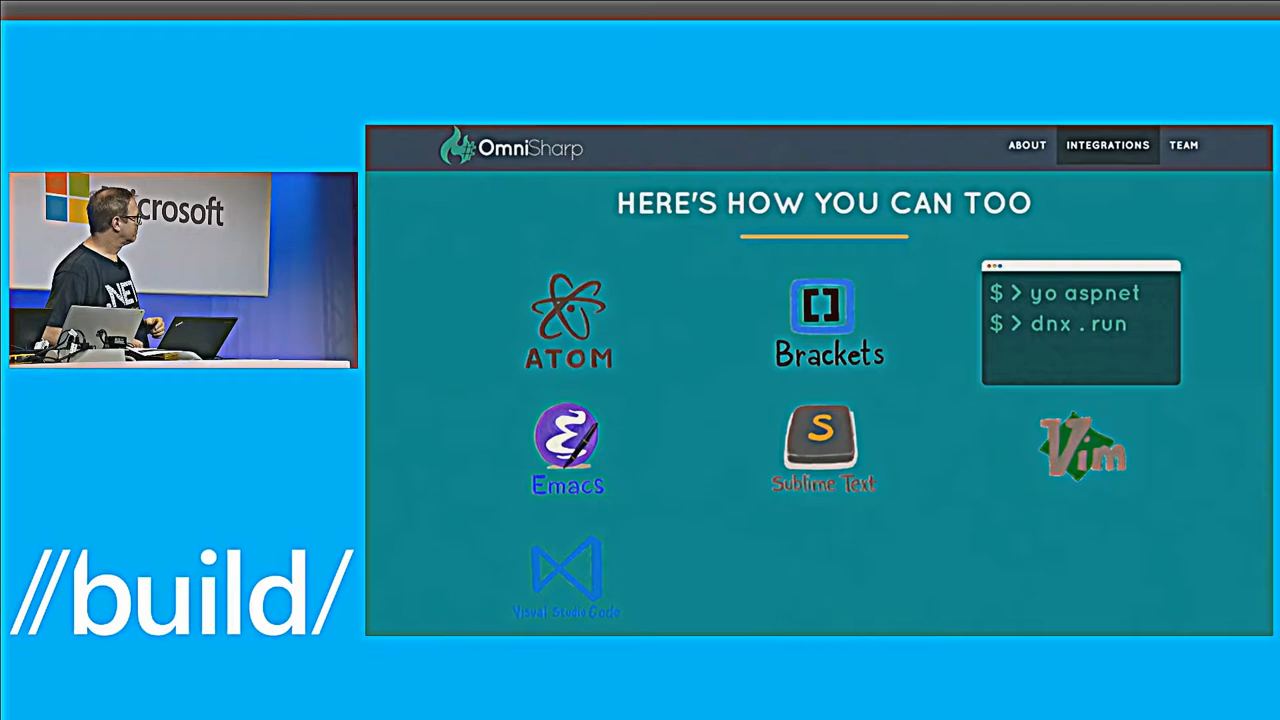 OmniSharp
ABOUT
INTEGRATIONS
TEAM
HERE'S HOW YOU CAN TOO
crosoft
.NET
ATOM
Brackets
$ > yo aspnet
$ > dnx . run
Emacs
S
Sublime Text
Vim
Visual Studio Code
//build/